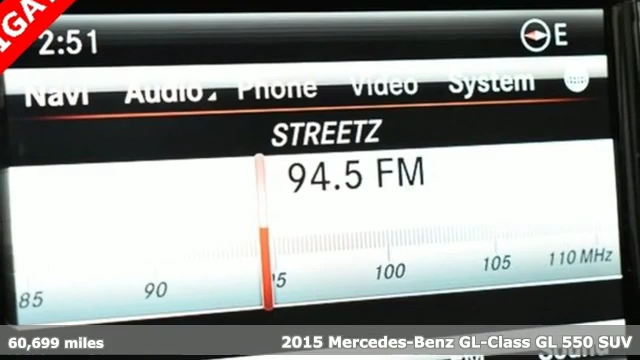 2:51 E
Navi Audio Phone Video System
STREETZ
94.5 FM
85 90 5 100 105 110 MHz
60,699 miles 2015 Mercedes-Benz GL-Class GL 550 SUV